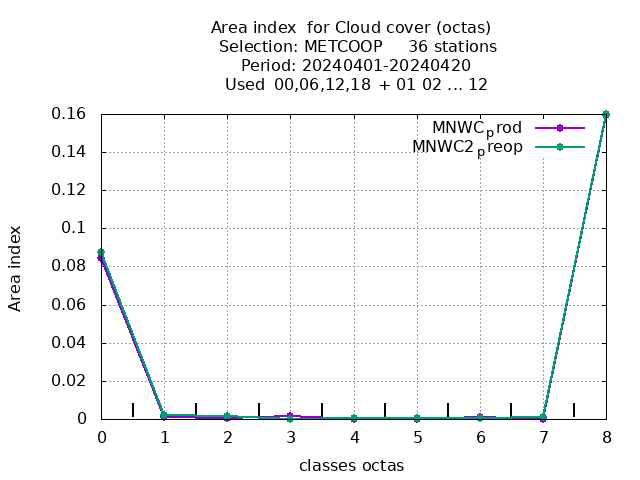 Area index  for Cloud cover (octas)
Selection: METCOOP     36 stations
Period: 20240401-20240420
Used  00,06,12,18 + 01 02 ... 12
MNWC_prod
MNWC2_preop
0.16
0.14
0.12
0.1
0.08
0.06
0.04
0.02
0
Area index
0 1 2 3 4 5 6 7 8
classes octas